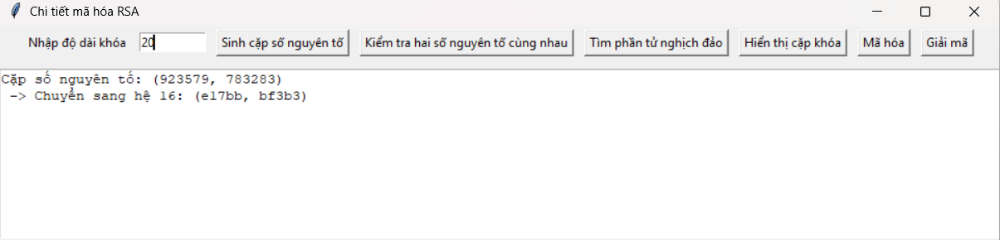 Chi tiết mã hóa RSA
Nhập độ dài khóa 20 Sinh cặp số nguyên tố Kiểm tra hai số nguyên tố cùng nhau Tìm phần tử nghịch đảo Hiển thị cặp khóa Mã hóa Giải mã
Cặp số nguyên tố: (923579, 783283)
-> Chuyển sang hệ 16: (e17bb, bf3b3)